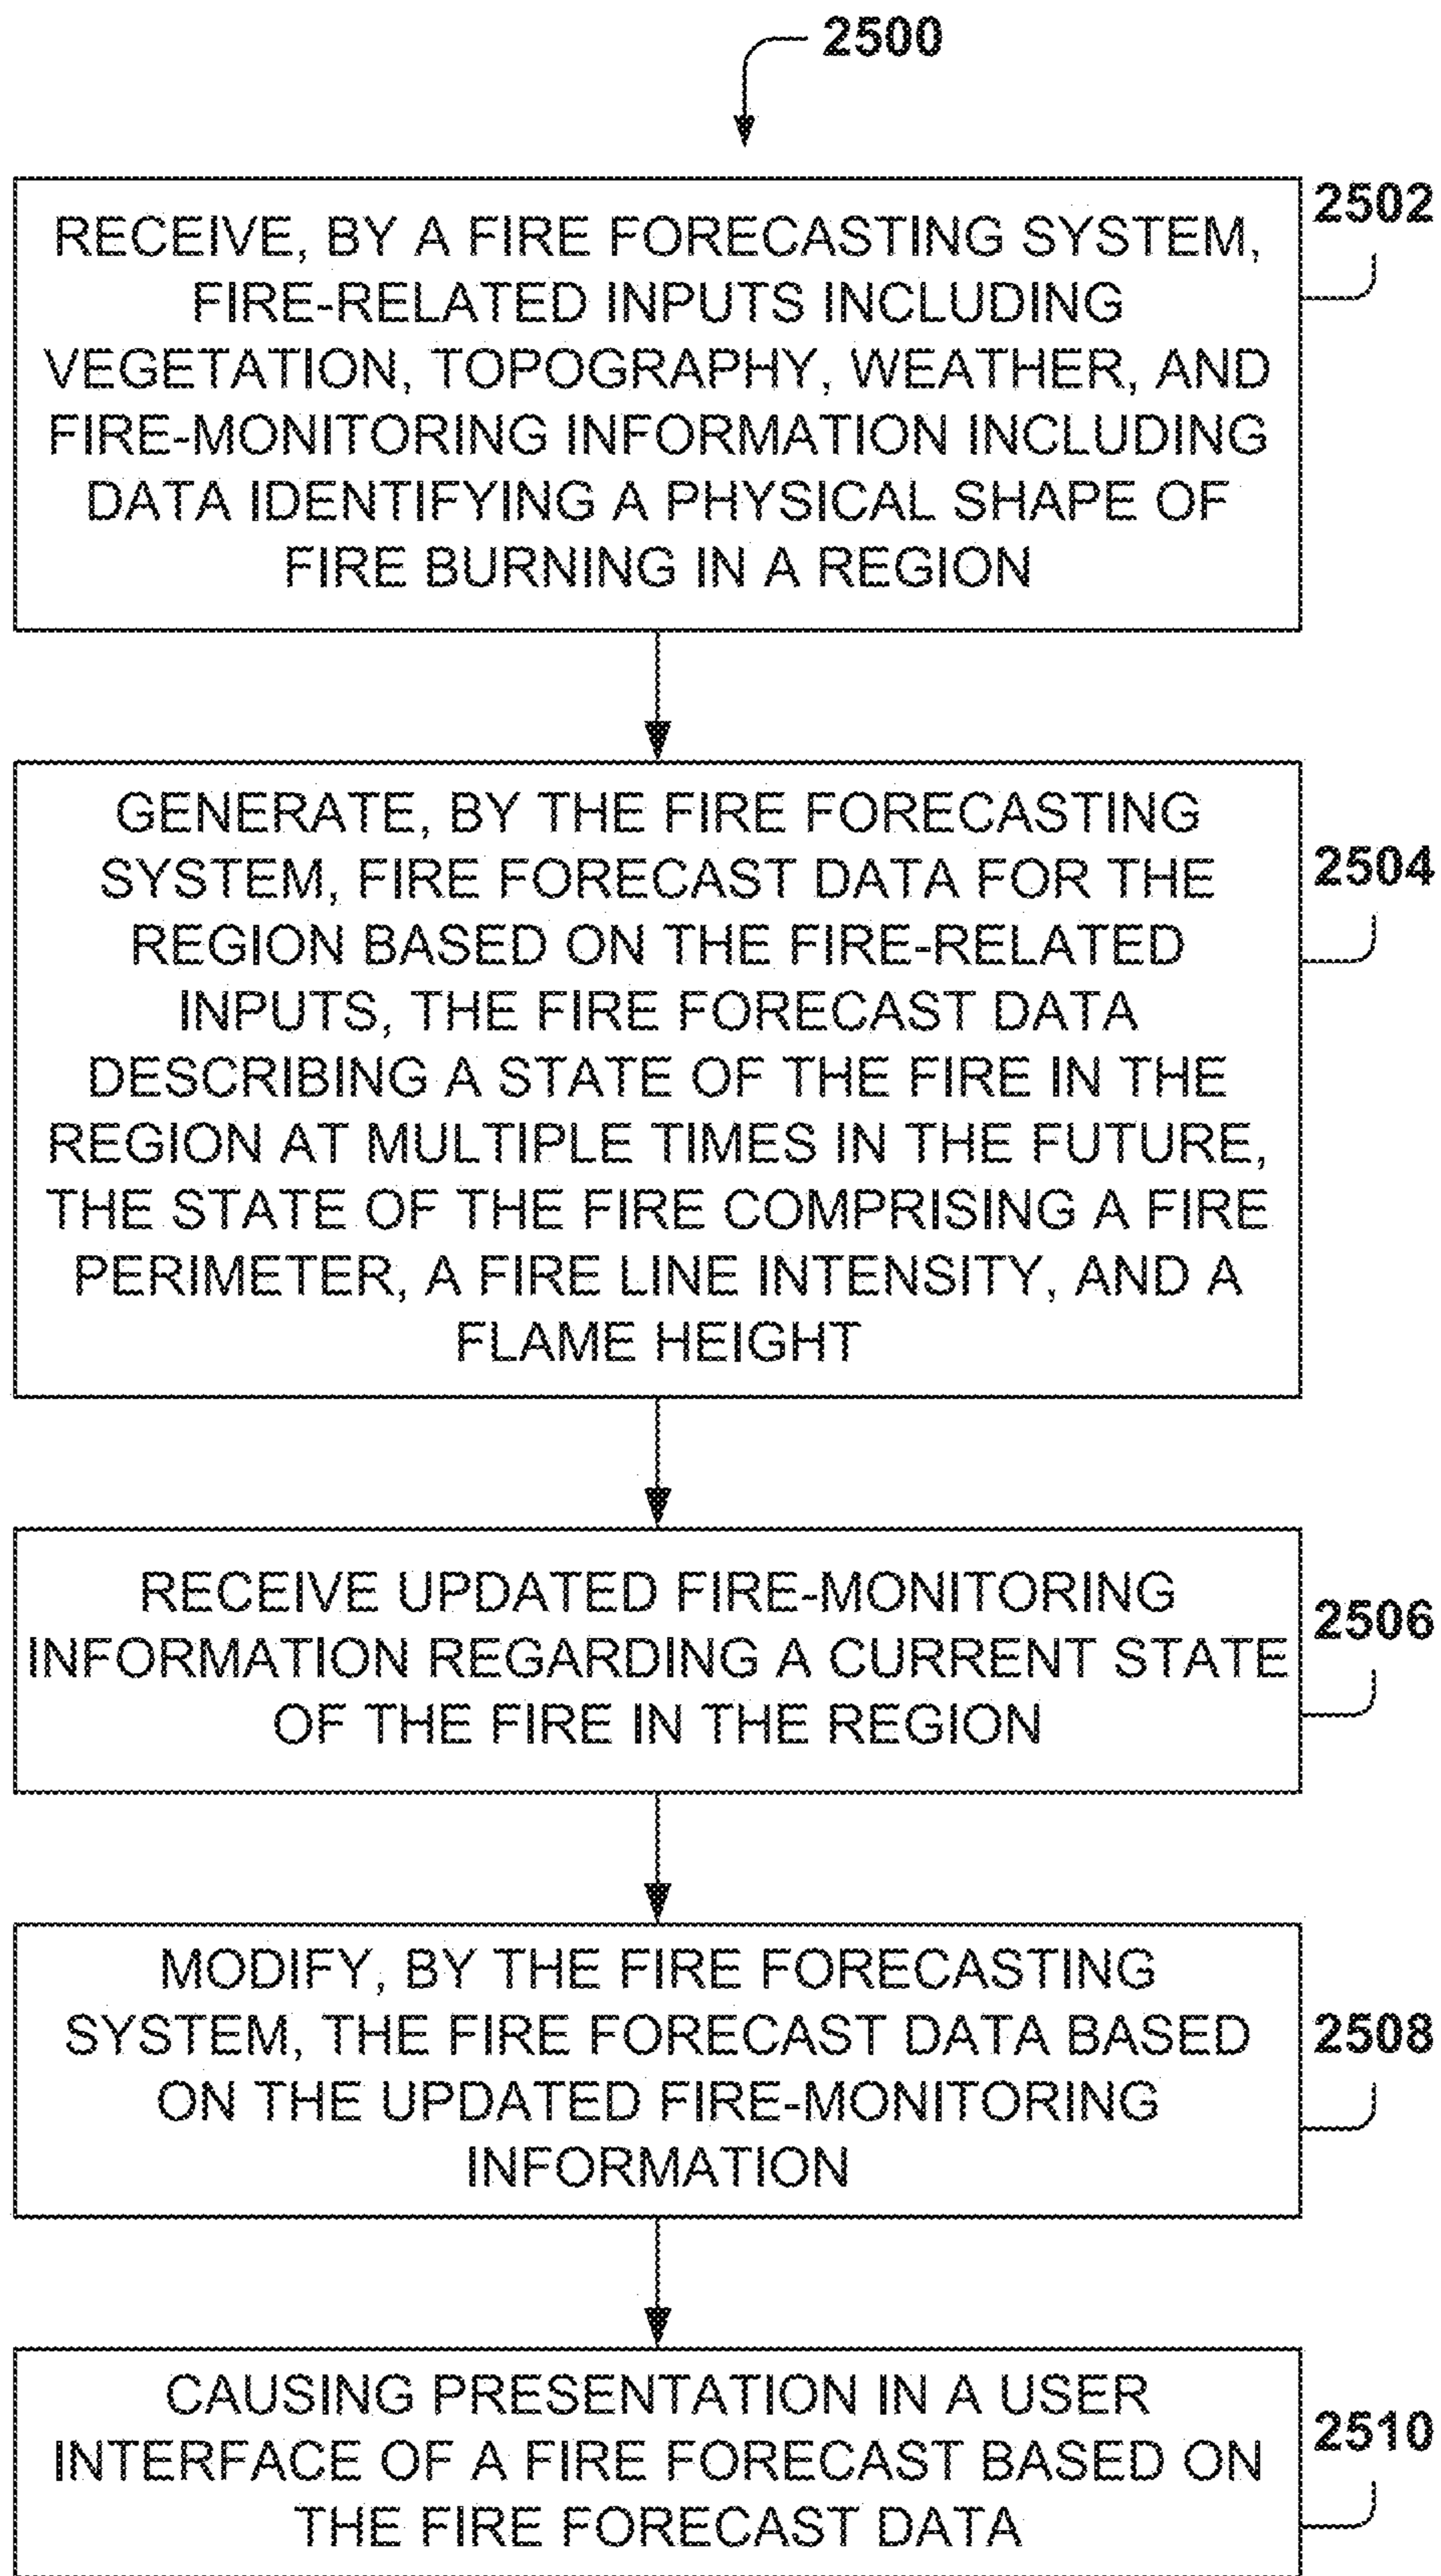 2500
2502
RECEIVE, BY A FIRE FORECASTING SYSTEM,
FIRE-RELATED INPUTS INCLUDING
VEGETATION, TOPOGRAPHY, WEATHER, AND
FIRE-MONITORING INFORMATION INCLUDING
DATA IDENTIFYING A PHYSICAL SHAPE OF
FIRE BURNING IN A REGION
2504
GENERATE, BY THE FIRE FORECASTING
SYSTEM, FIRE FORECAST DATA FOR THE
REGION BASED ON THE FIRE-RELATED
INPUTS, THE FIRE FORECAST DATA
DESCRIBING A STATE OF THE FIRE IN THE
REGION AT MULTIPLE TIMES IN THE FUTURE,
THE STATE OF THE FIRE COMPRISING A FIRE
PERIMETER, A FIRE LINE INTENSITY, AND A
FLAME HEIGHT
2506
RECEIVE UPDATED FIRE-MONITORING
INFORMATION REGARDING A CURRENT STATE
OF THE FIRE IN THE REGION
2508
MODIFY, BY THE FIRE FORECASTING
SYSTEM, THE FIRE FORECAST DATA BASED
ON THE UPDATED FIRE-MONITORING
INFORMATION
2510
CAUSING PRESENTATION IN A USER
INTERFACE OF A FIRE FORECAST BASED ON
THE FIRE FORECAST DATA